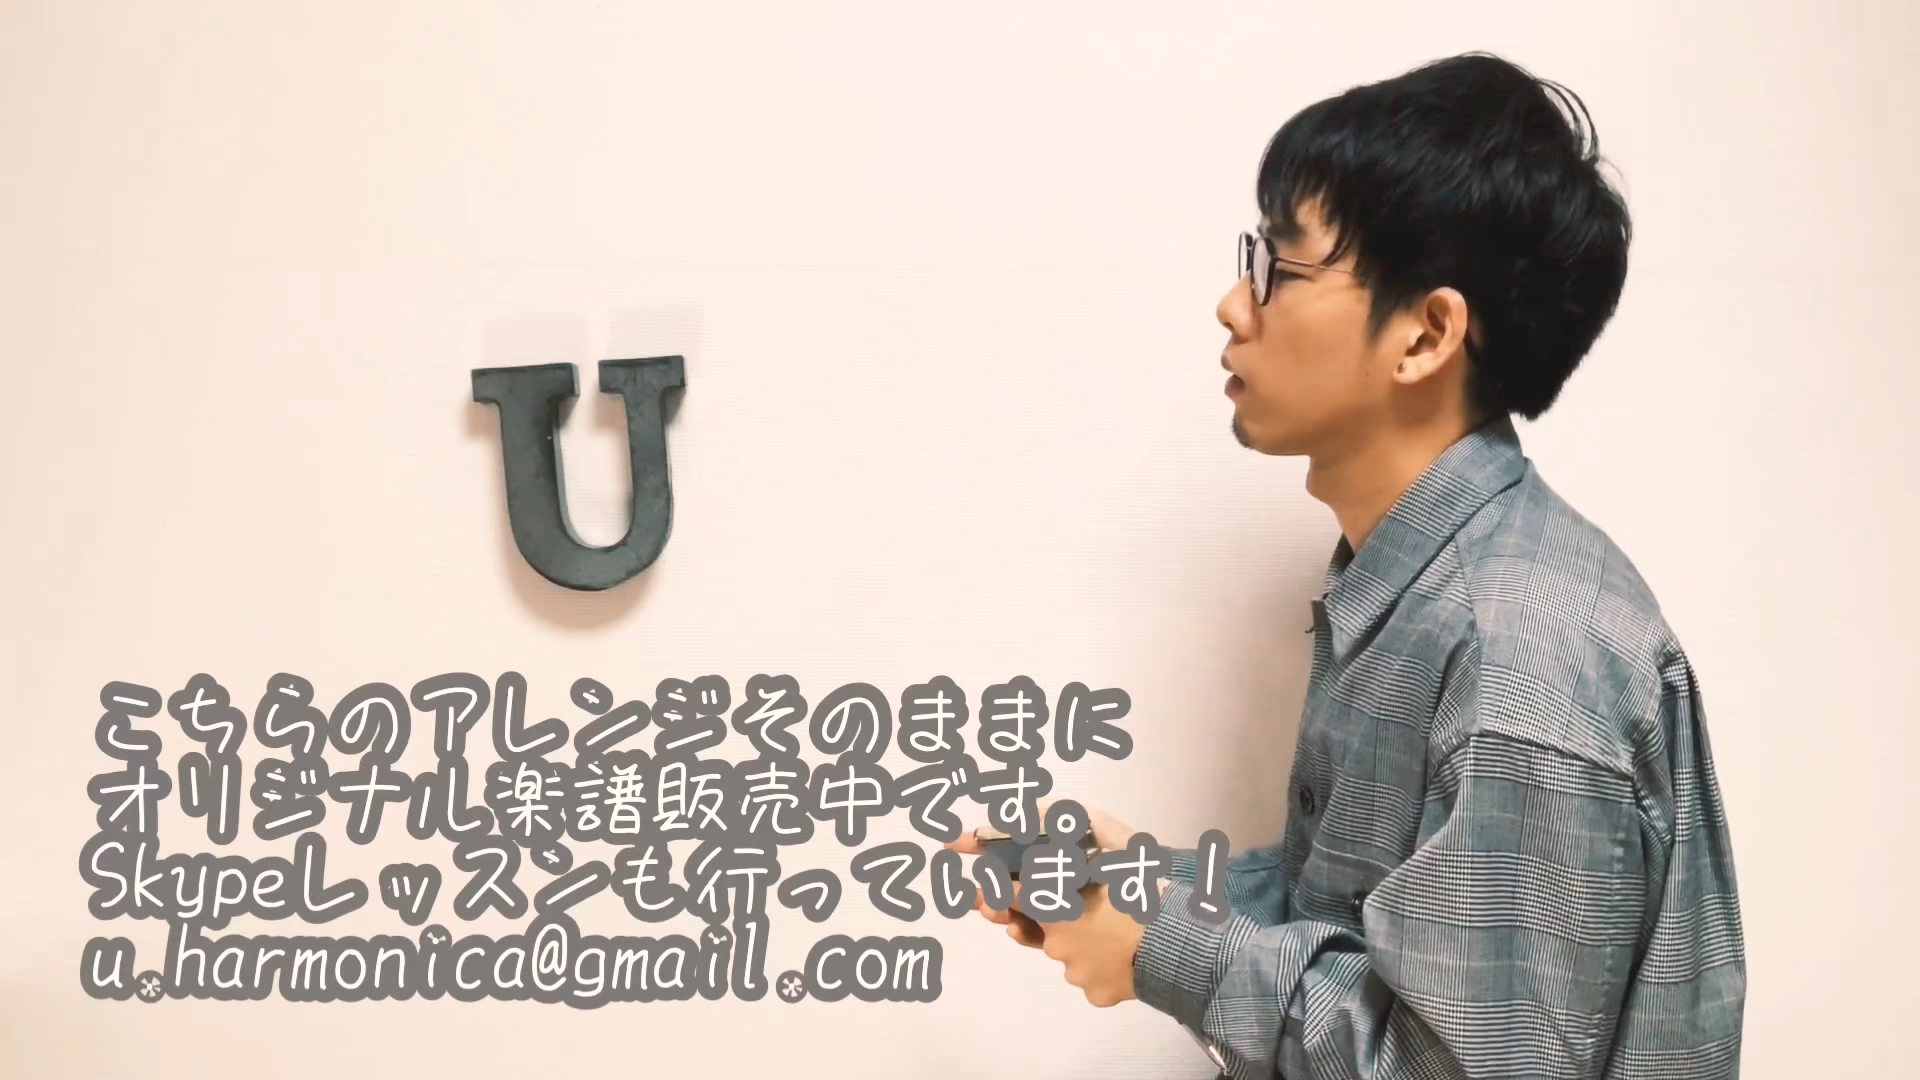 U
こちらのアレンジそのままに
オリジナル楽譜販売中です。
Skypeレッスンも行っています!
u.harmonica@gmail.com